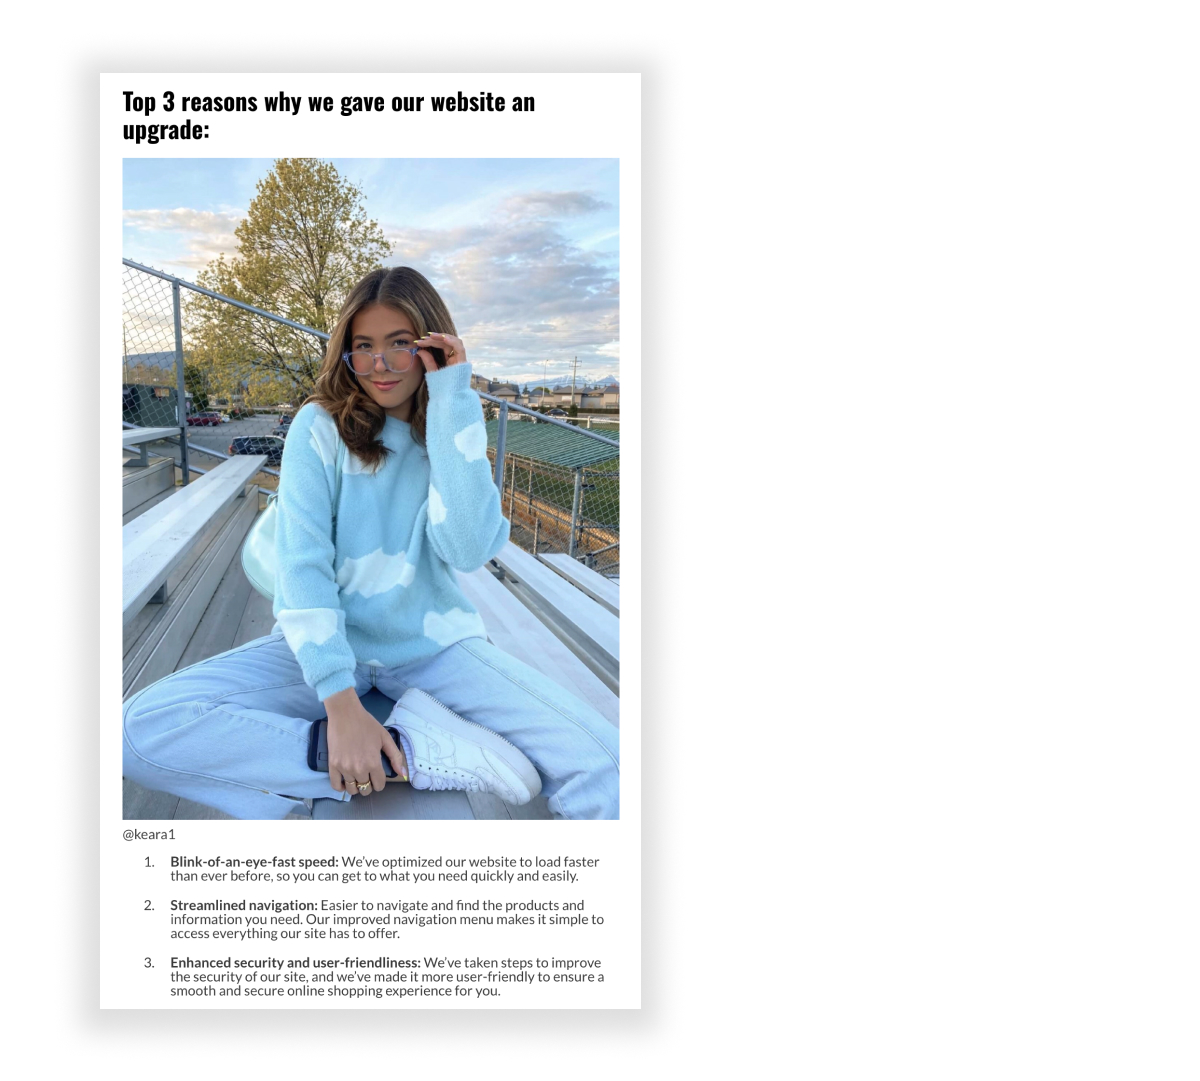 Top 3 reasons why we gave our website an
upgrade:
@keara1
1. Blink-of-an-eye-fast speed: We’ve optimized our website to load faster
than ever before, so you can get to what you need quickly and easily.
2. Streamlined navigation: Easier to navigate and find the products and
information you need. Our improved navigation menu makes it simple to
access everything our site has to offer.
3. Enhanced security and user-friendliness: We’ve taken steps to improve
the security of our site, and we’ve made it more user-friendly to ensure a
smooth and secure online shopping experience for you.